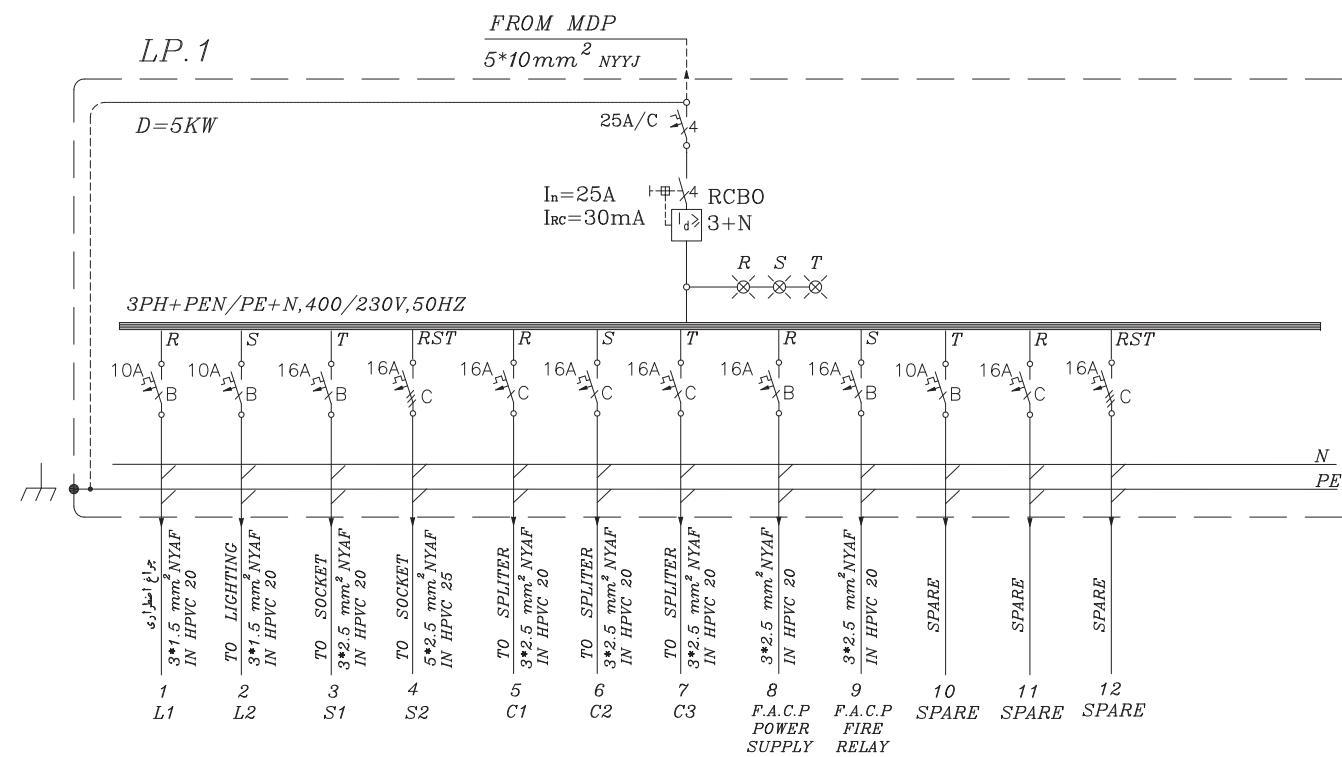 FROM MDP
LP.1
5*10mm² NYYJ
D=5KW
25A/C
4
In=25A
4
RCBO
IRC=30mA
Id≥
3+N
R S T
3PH+PEN/PE+N,400/230V,50HZ
R S T RST R S T R S T R RST
10A 10A 16A 16A 16A 16A 16A 16A 16A 10A 16A 16A
B B B C C C C B B B C C
N
PE
چراغ اضطراری
3*1.5 mm² NYAF
IN HPVC 20
TO LIGHTING
3*1.5 mm² NYAF
IN HPVC 20
TO SOCKET
3*2.5 mm² NYAF
IN HPVC 20
TO SOCKET
5*2.5 mm² NYAF
IN HPVC 25
TO SPLITER
3*2.5 mm² NYAF
IN HPVC 20
TO SPLITER
3*2.5 mm² NYAF
IN HPVC 20
TO SPLITER
3*2.5 mm² NYAF
IN HPVC 20
3*2.5 mm² NYAF
IN HPVC 20
3*2.5 mm² NYAF
IN HPVC 20
SPARE
SPARE
SPARE
1 2 3 4 5 6 7 8 9 10 11 12
L1 L2 S1 S2 C1 C2 C3 F.A.C.P F.A.C.P SPARE SPARE SPARE
POWER FIRE
SUPPLY RELAY